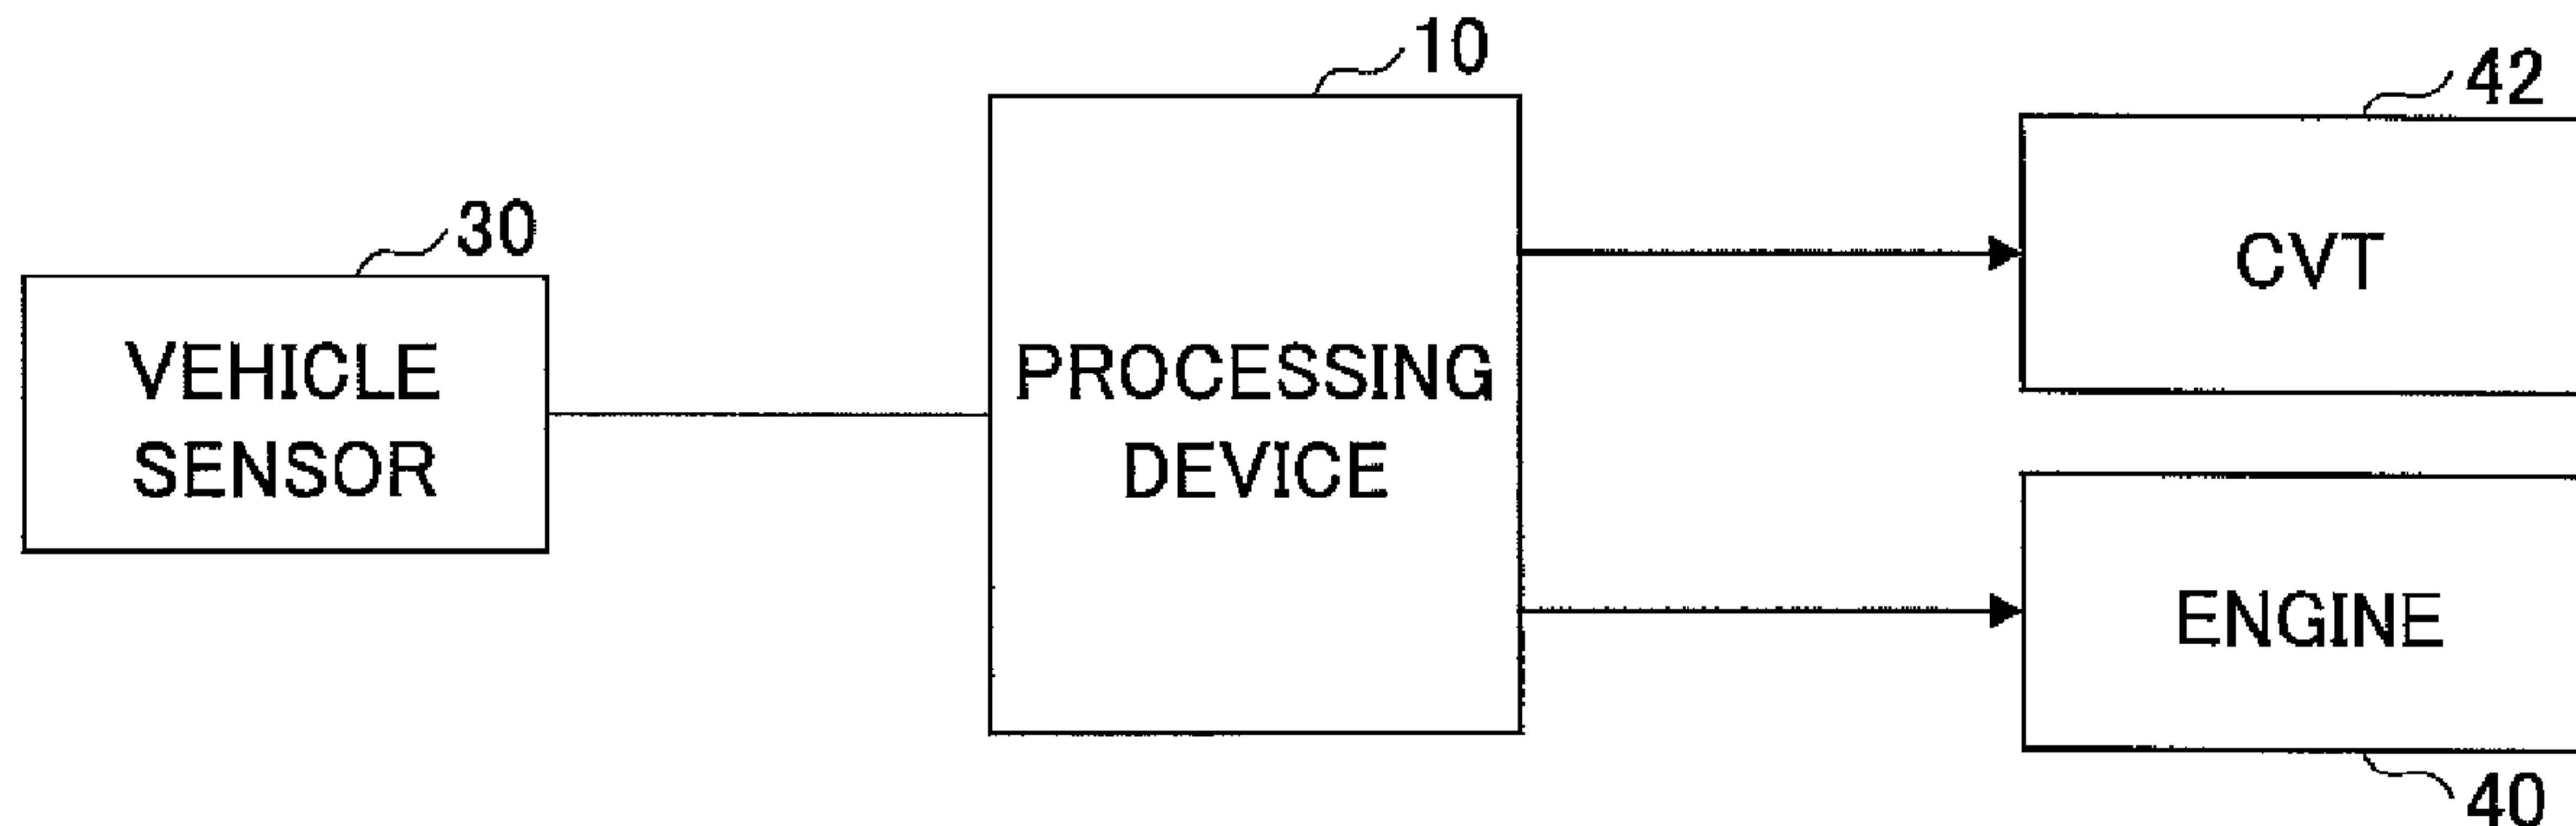 10
42
30
CVT
VEHICLE
SENSOR
PROCESSING
DEVICE
ENGINE
40